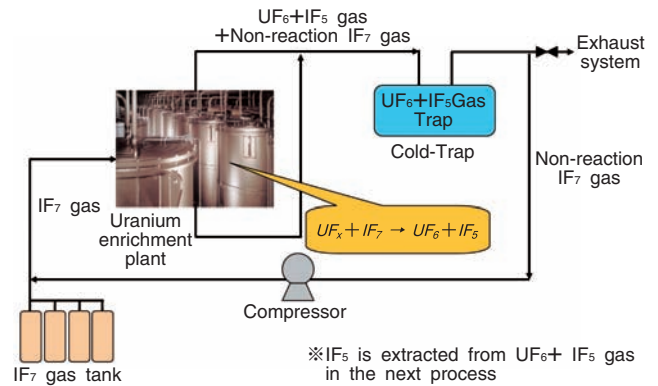 UF₆+IF₅ gas
+Non-reaction IF₇ gas
Exhaust
system
UF₆+IF₅Gas
Trap
Cold-Trap
Non-reaction
IF₇ gas
IF₇ gas
Uranium
enrichment
plant
UFₓ+IF₇ → UF₆+IF₅
Compressor
IF₇ gas tank
※IF₅ is extracted from UF₆+ IF₅ gas
in the next process